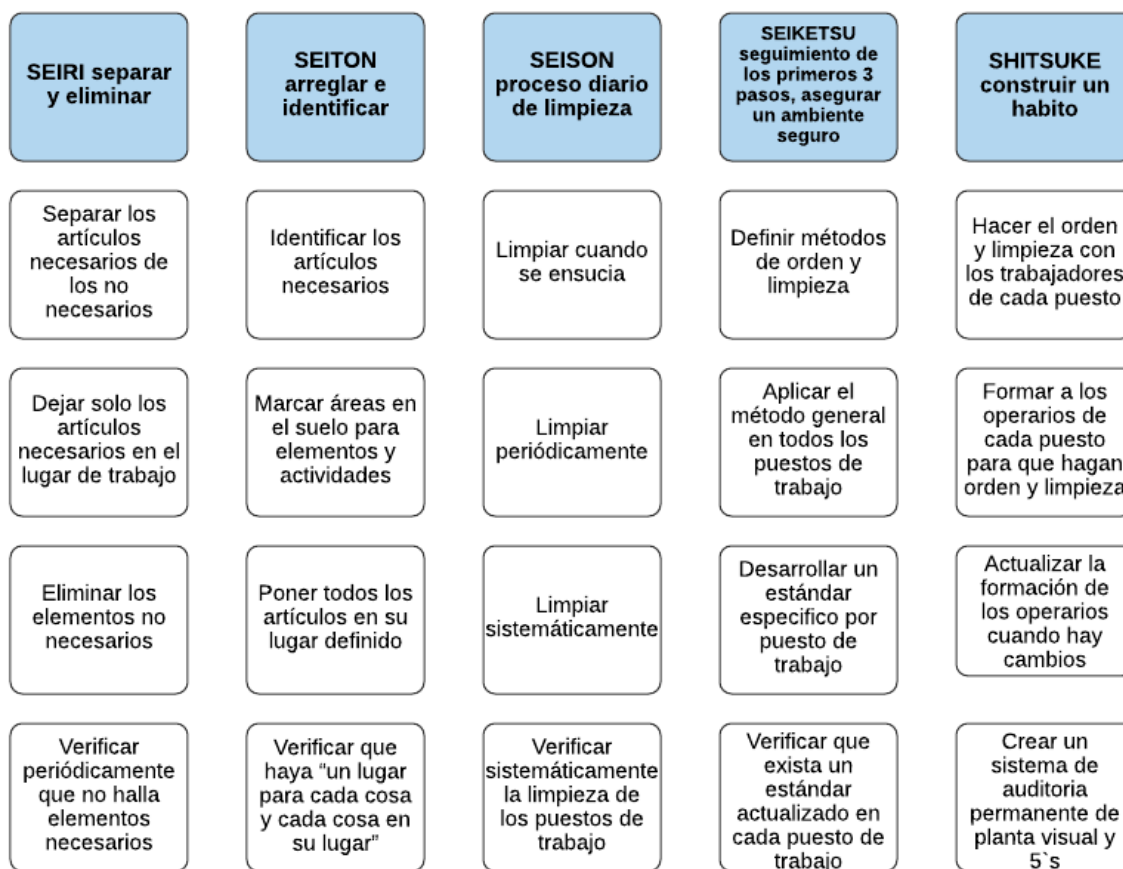 SEIRI separar
y eliminar
SEITON
arreglar e
identificar
SEISON
proceso diario
de limpieza
SEIKETSU
seguimiento de
los primeros 3
pasos, asegurar
un ambiente
seguro
SHITSUKE
construir un
habito
Separar los
artículos
necesarios de
los no
necesarios
Identificar los
artículos
necesarios
Limpiar cuando
se ensucia
Definir métodos
de orden y
limpieza
Hacer el orden
y limpieza con
los trabajadores
de cada puesto
Dejar solo los
artículos
necesarios en el
lugar de trabajo
Marcar áreas en
el suelo para
elementos y
actividades
Limpiar
periódicamente
Aplicar el
método general
en todos los
puestos de
trabajo
Formar a los
operarios de
cada puesto
para que hagan
orden y limpieza
Eliminar los
elementos no
necesarios
Poner todos los
artículos en su
lugar definido
Limpiar
sistemáticamente
Desarrollar un
estándar
especifico por
puesto de
trabajo
Actualizar la
formación de
los operarios
cuando hay
cambios
Verificar
periódicamente
que no halla
elementos
necesarios
Verificar que
haya “un lugar
para cada cosa
y cada cosa en
su lugar”
Verificar
sistemáticamente
la limpieza de
los puestos de
trabajo
Verificar que
exista un
estándar
actualizado en
cada puesto de
trabajo
Crear un
sistema de
auditoria
permanente de
planta visual y
5`s